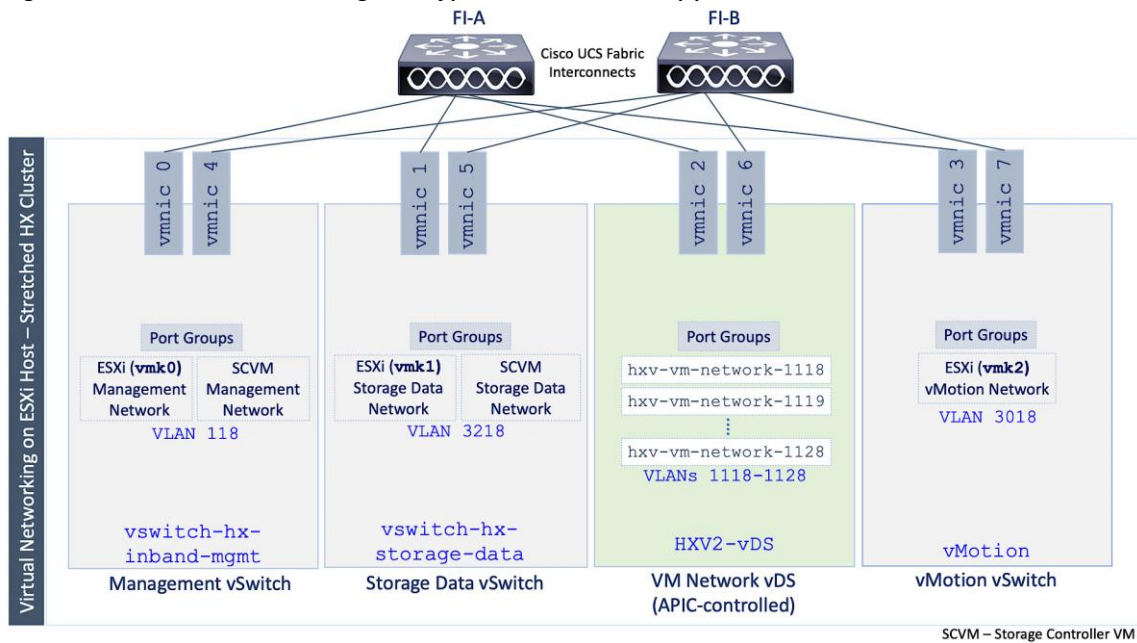 FI-A
FI-B
Cisco UCS Fabric
Interconnects
Virtual Networking on ESXi Host – Stretched HX Cluster
vmnic 0
vmnic 4
vmnic 1
vmnic 5
vmnic 2
vmnic 6
vmnic 3
vmnic 7
Port Groups
ESXi (vmk0)
Management
Network
SCVM
Management
Network
VLAN 118
vswitch-hx-
inband-mgmt
Management vSwitch
Port Groups
ESXi (vmk1)
Storage Data
Network
SCVM
Storage Data
Network
VLAN 3218
vswitch-hx-
storage-data
Storage Data vSwitch
Port Groups
hxv-vm-network-1118
hxv-vm-network-1119
hxv-vm-network-1128
VLANs 1118-1128
HXV2-vDS
VM Network vDS
(APIC-controlled)
Port Groups
ESXi (vmk2)
vMotion Network
VLAN 3018
vMotion
vMotion vSwitch
SCVM – Storage Controller VM